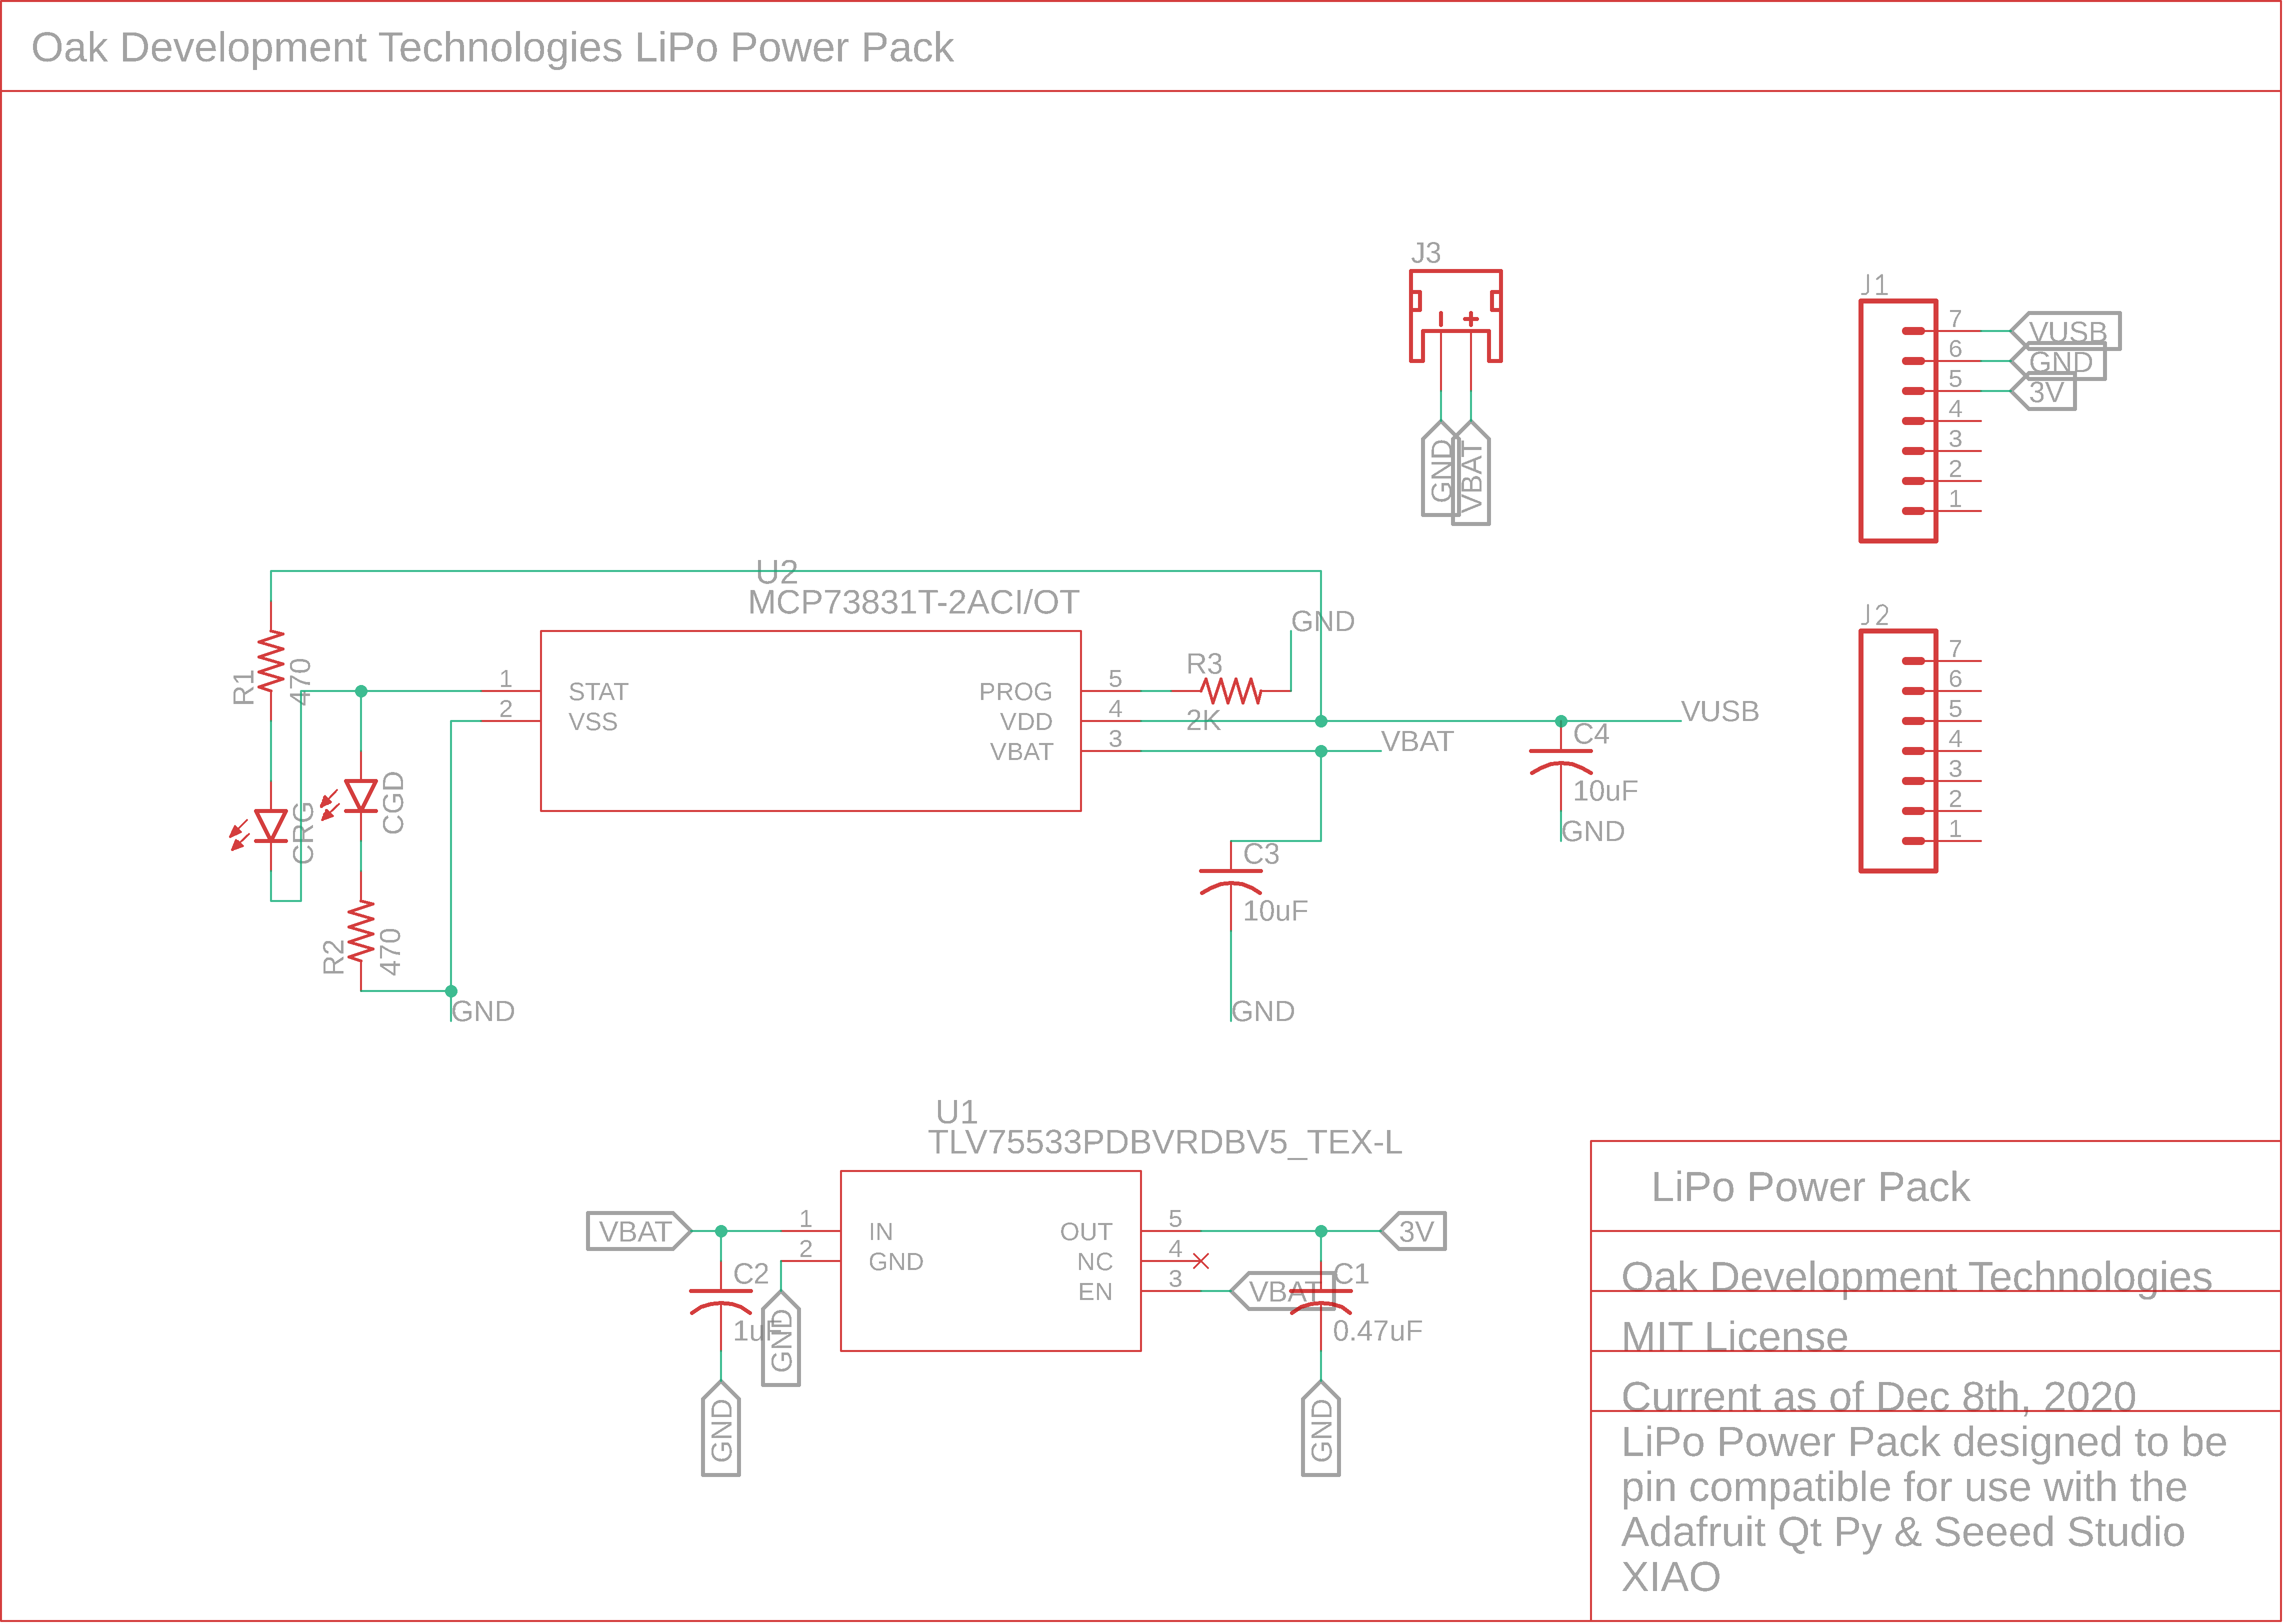 Oak Development Technologies LiPo Power Pack
J3
GND
VBAT
J1
7
VUSB
6
GND
5
3V
4
3
2
1
J2
7
6
5
4
3
2
1
U2
MCP73831T-2ACI/OT
1
STAT
2
VSS
PROG
5
VDD
4
VBAT
3
R1
470
CRG
CGD
R2
470
GND
R3
2K
GND
VUSB
VBAT
C4
10uF
GND
C3
10uF
GND
U1
TLV75533PDBVRDBV5_TEX-L
VBAT
1
IN
2
GND
OUT
5
NC
4
EN
3
3V
VBAT
C2
1uF
GND
GND
C1
0.47uF
GND
LiPo Power Pack
Oak Development Technologies
MIT License
Current as of Dec 8th, 2020
LiPo Power Pack designed to be
pin compatible for use with the
Adafruit Qt Py & Seeed Studio
XIAO